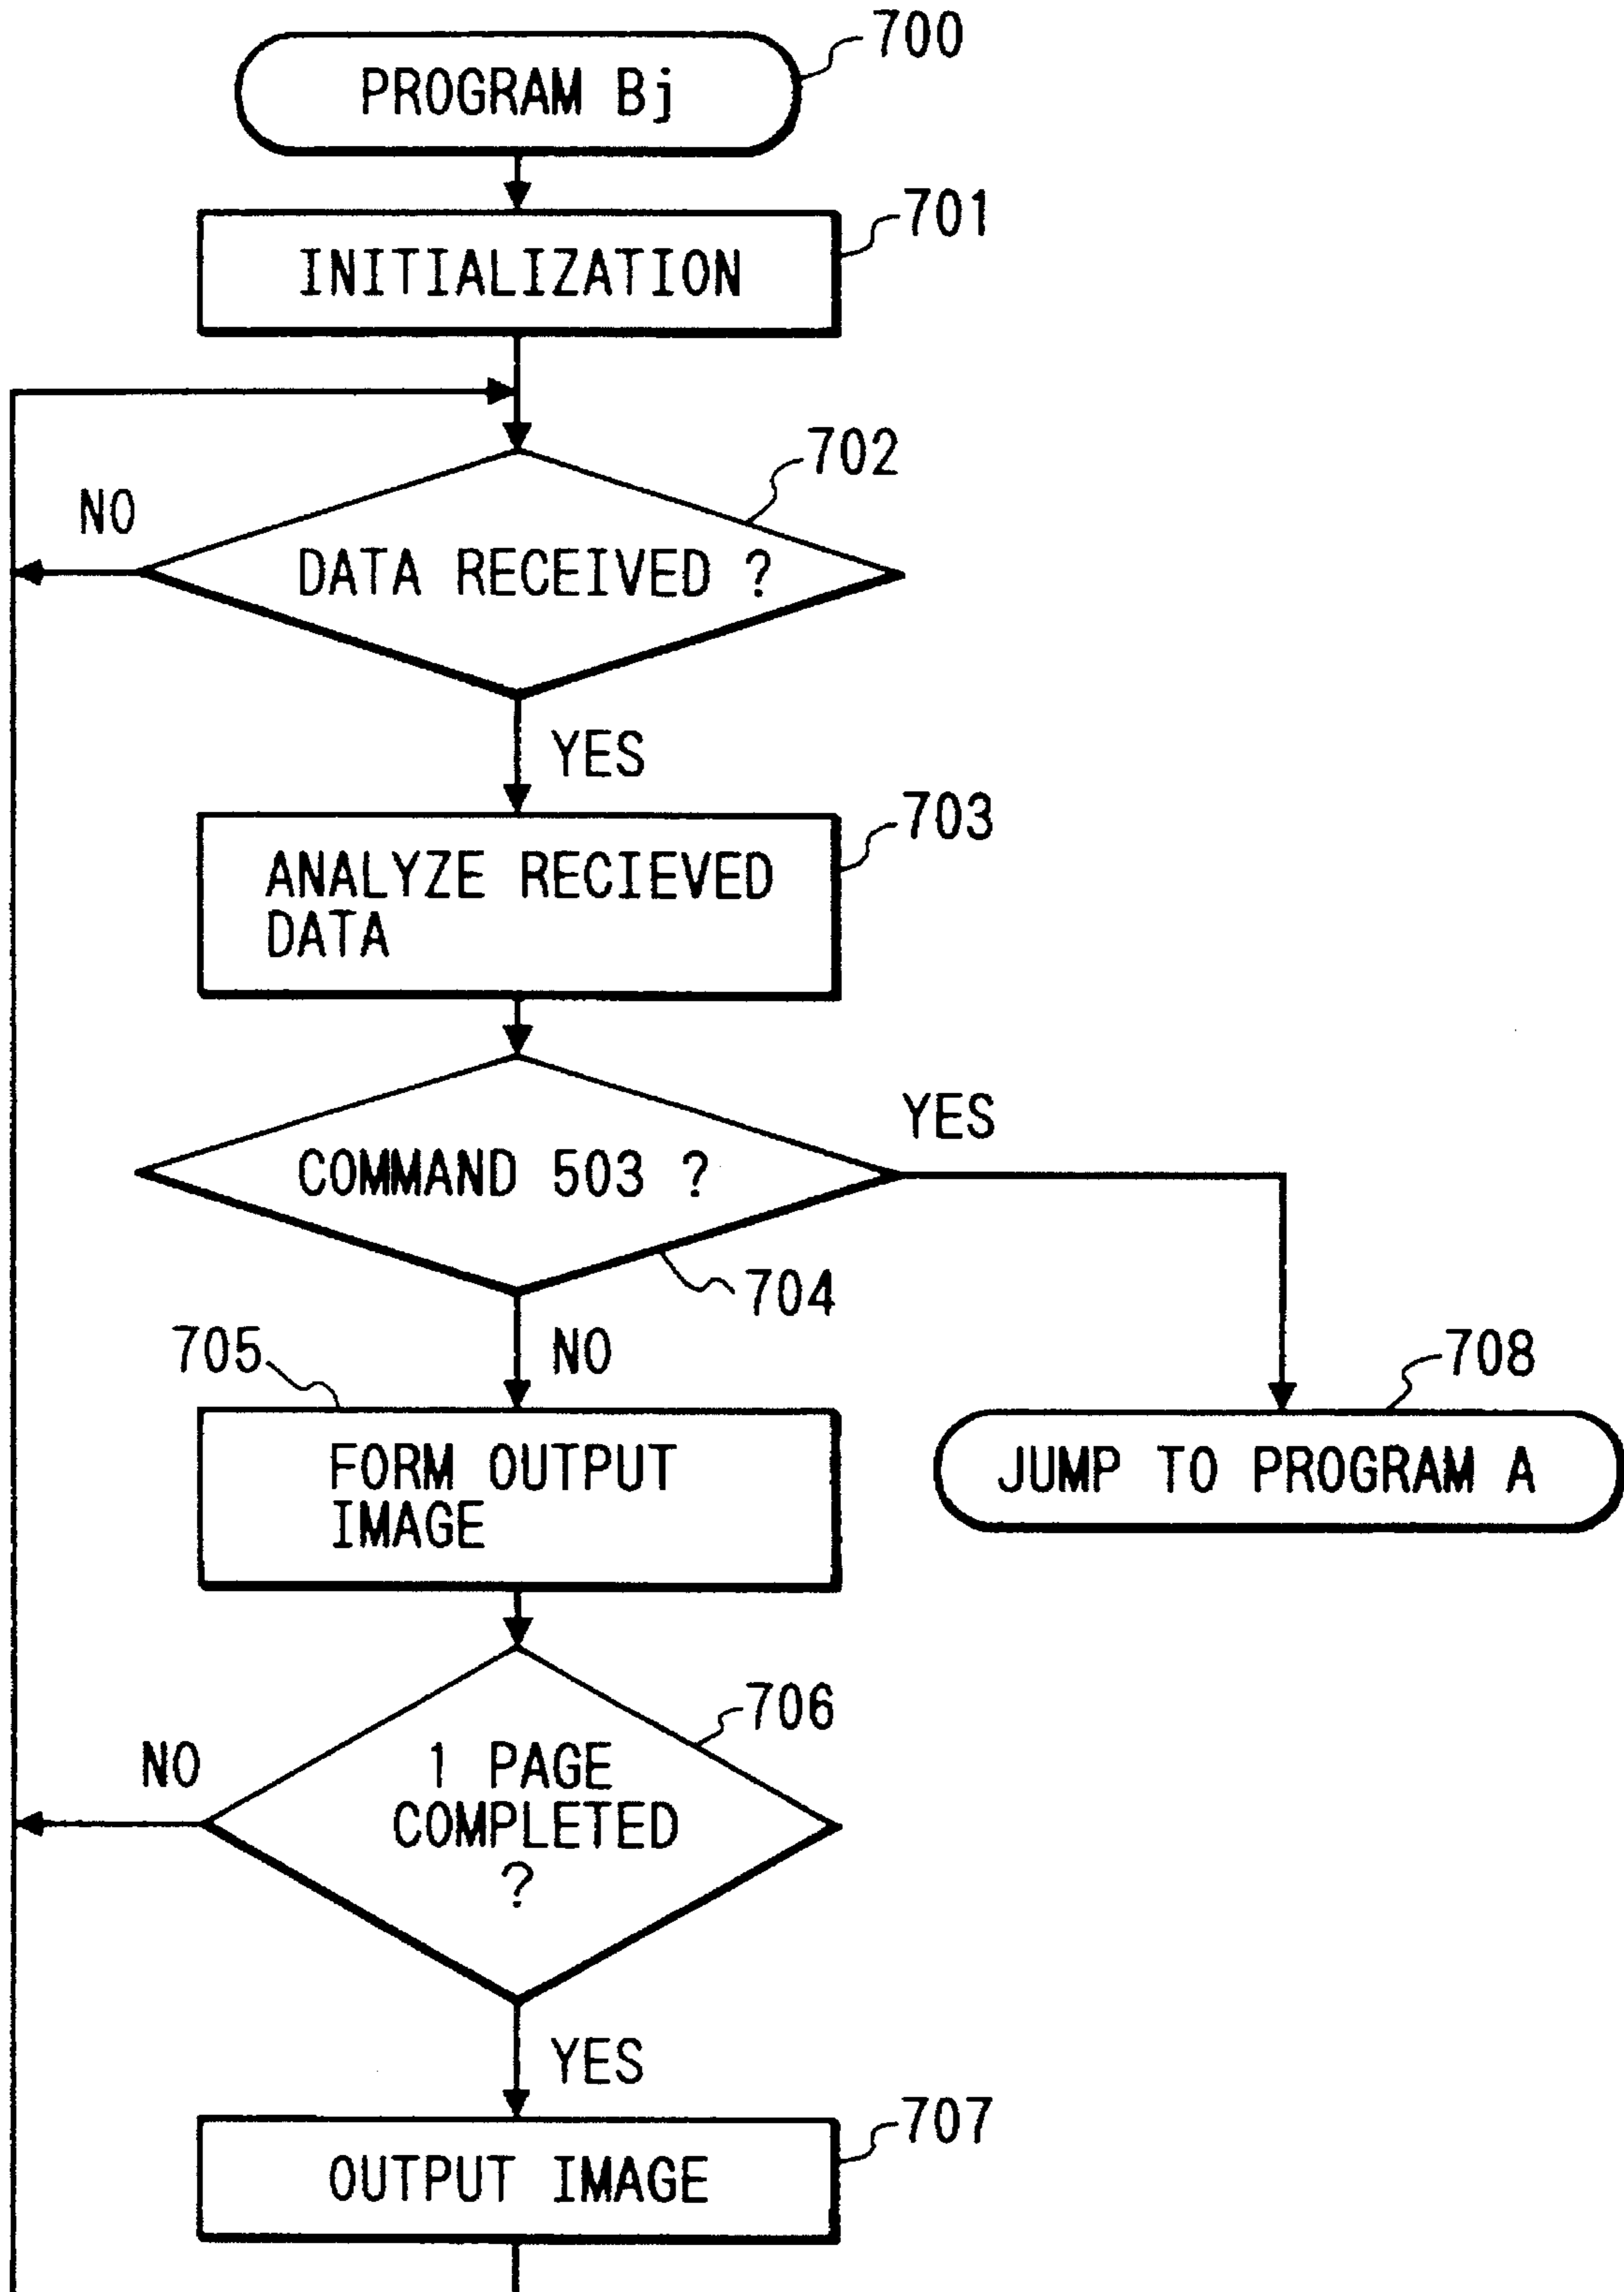 700
PROGRAM Bj
701
INITIALIZATION
702
NO
DATA RECEIVED ?
YES
703
ANALYZE RECIEVED
DATA
YES
COMMAND 503 ?
704
705
NO
708
FORM OUTPUT
IMAGE
JUMP TO PROGRAM A
706
NO
1 PAGE
COMPLETED
?
YES
707
OUTPUT IMAGE